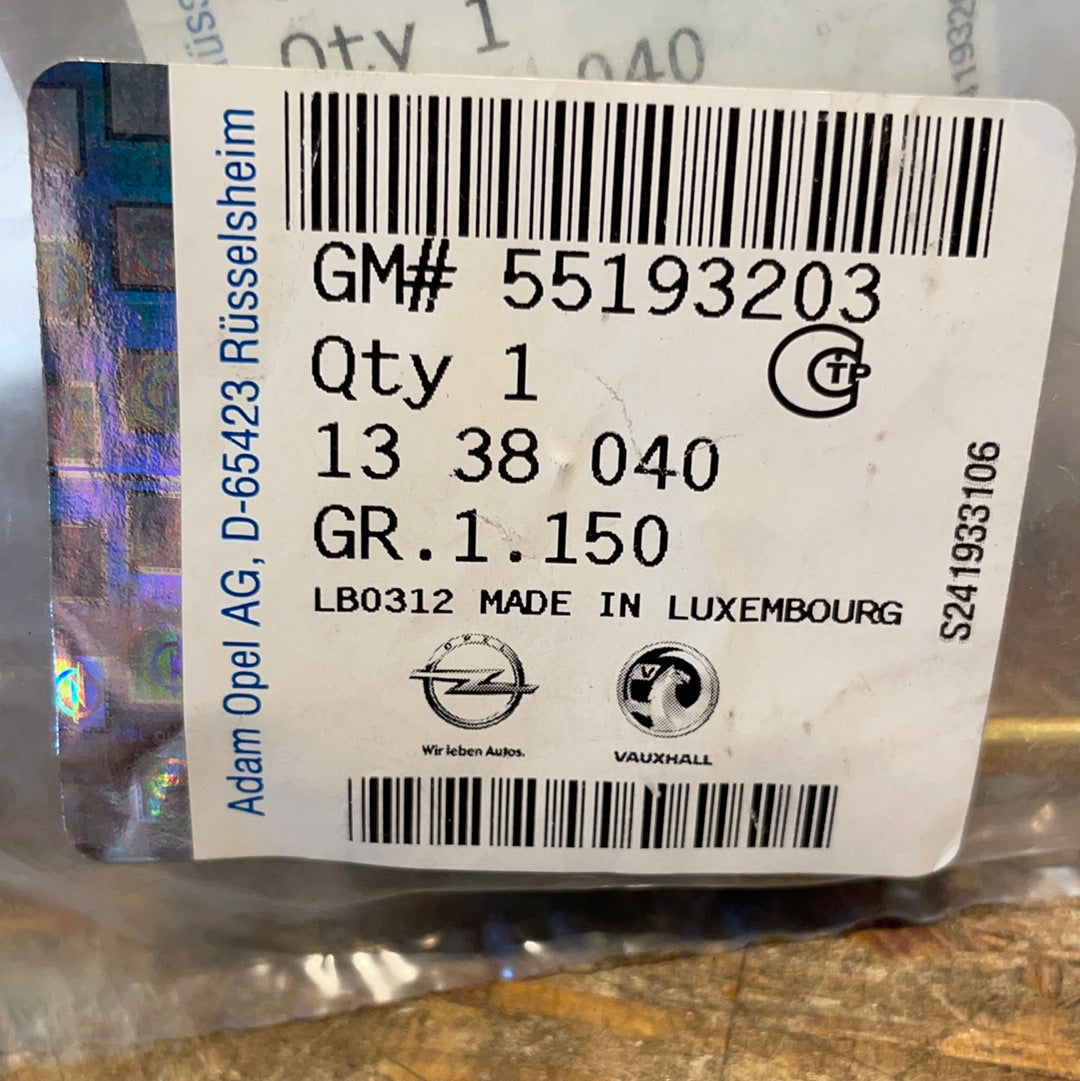 Qty 1
040
GM# 55193203
Qty 1
13 38 040
GR.1.150
LB0312 MADE IN LUXEMBOURG
OPEL
Wir leben Autos.
VAUXHALL
Adam Opel AG, D-65423 Rüsselsheim
S241933106